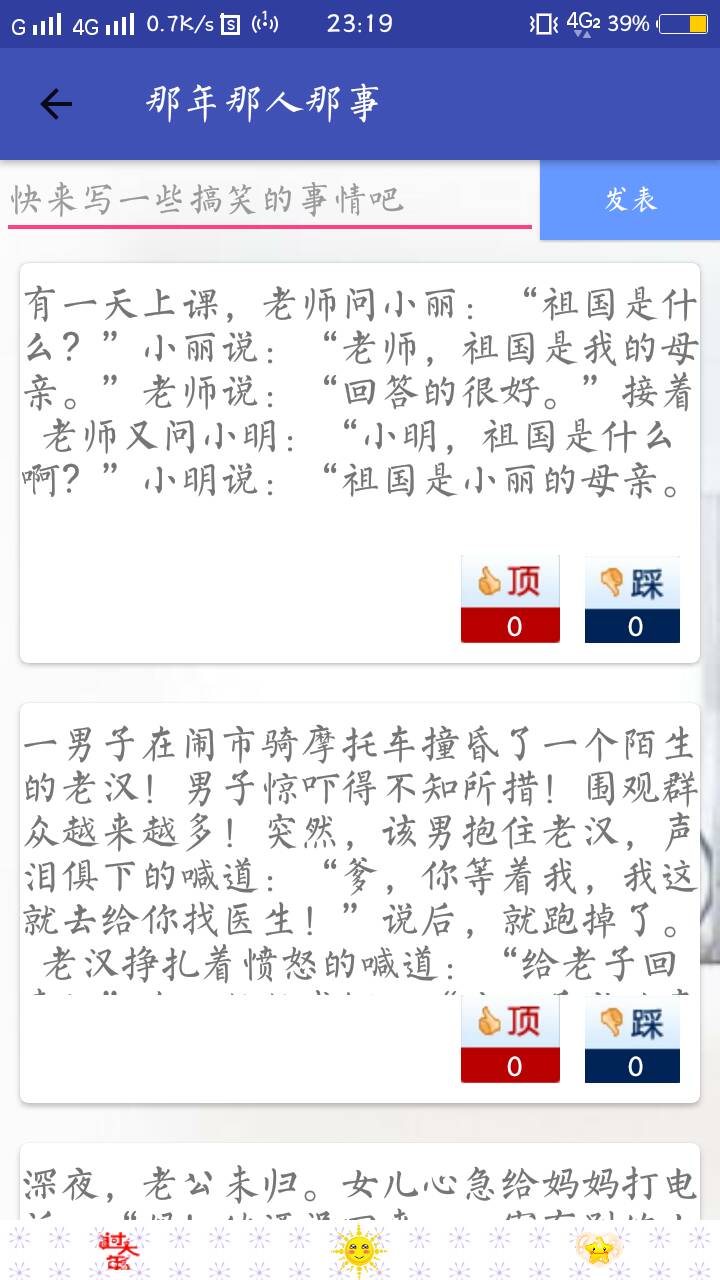 G 4G 0.7K/s S 23:19 4G2 39%
那年那人那事
快来写一些搞笑的事情吧
发表
有一天上课，老师问小丽：“祖国是什
么？”小丽说：“老师，祖国是我的母
亲。”老师说：“回答的很好。”接着
老师又问小明：“小明，祖国是什么
啊？”小明说：“祖国是小丽的母亲。
顶 踩
0 0
一男子在闹市骑摩托车撞昏了一个陌生
的老汉！男子惊吓得不知所措！围观群
众越来越多！突然，该男抱住老汉，声
泪俱下的喊道：“爹，你等着我，我这
就去给你找医生！”说后，就跑掉了。
老汉挣扎着愤怒的喊道：“给老子回
顶 踩
0 0
深夜，老公未归。女儿心急给妈妈打电